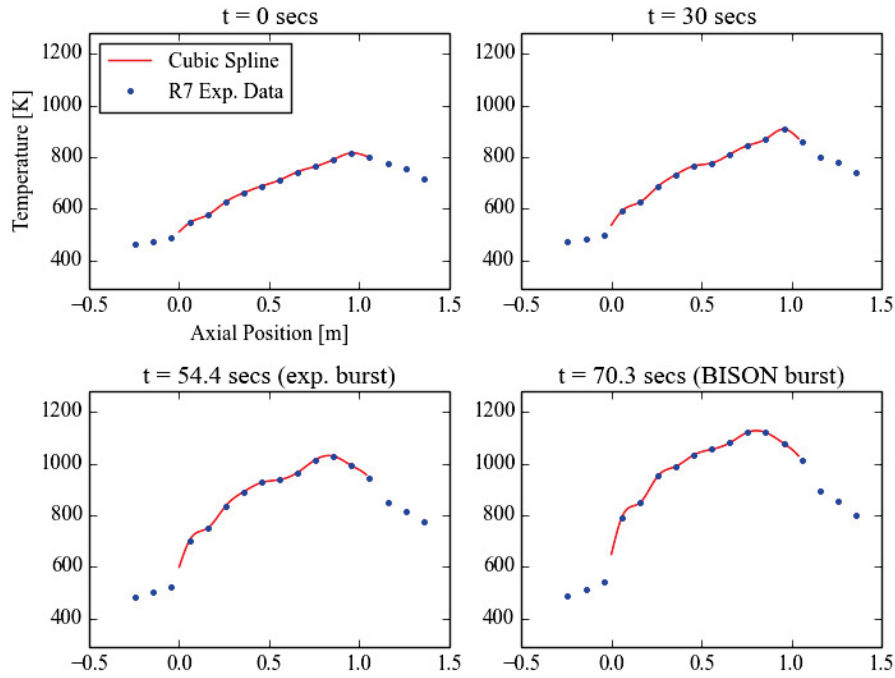 t = 0 secs
1200
1000
800
600
400
Temperature [K]
Cubic Spline
R7 Exp. Data
−0.5 0.0 0.5 1.0 1.5
Axial Position [m]
t = 30 secs
1200
1000
800
600
400
−0.5 0.0 0.5 1.0 1.5
t = 54.4 secs (exp. burst)
1200
1000
800
600
400
−0.5 0.0 0.5 1.0 1.5
t = 70.3 secs (BISON burst)
1200
1000
800
600
400
−0.5 0.0 0.5 1.0 1.5